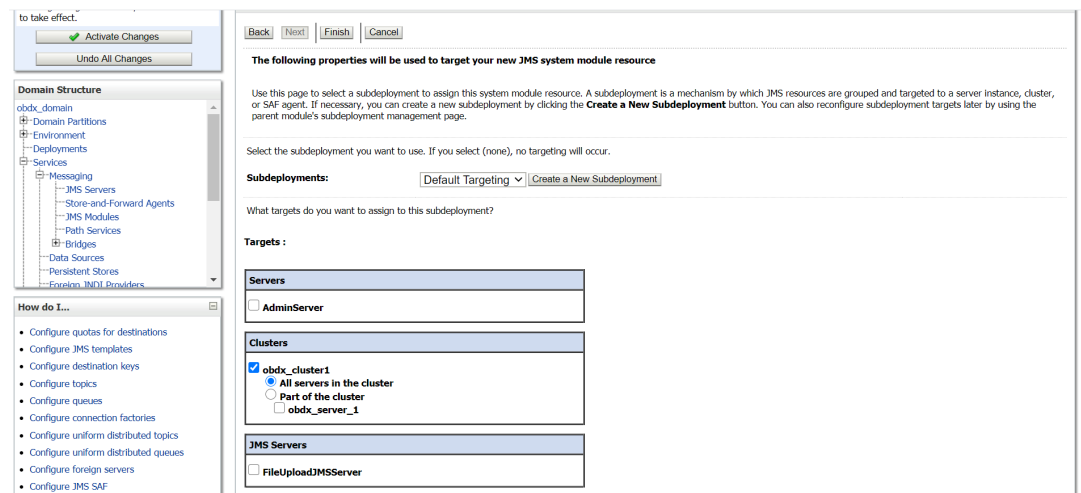 to take effect.
Activate Changes
Undo All Changes
Domain Structure
obdx_domain
Domain Partitions
Environment
Deployments
Services
Messaging
JMS Servers
Store-and-Forward Agents
JMS Modules
Path Services
Bridges
Data Sources
Persistent Stores
Foreign JNDI Providers
How do I...
Configure quotas for destinations
Configure JMS templates
Configure destination keys
Configure topics
Configure queues
Configure connection factories
Configure uniform distributed topics
Configure uniform distributed queues
Configure foreign servers
Configure JMS SAF
Back Next Finish Cancel
The following properties will be used to target your new JMS system module resource
Use this page to select a subdeployment to assign this system module resource. A subdeployment is a mechanism by which JMS resources are grouped and targeted to a server instance, cluster,
or SAF agent. If necessary, you can create a new subdeployment by clicking the Create a New Subdeployment button. You can also reconfigure subdeployment targets later by using the
parent module's subdeployment management page.
Select the subdeployment you want to use. If you select (none), no targeting will occur.
Subdeployments: Default Targeting Create a New Subdeployment
What targets do you want to assign to this subdeployment?
Targets :
Servers
AdminServer
Clusters
obdx_cluster1
All servers in the cluster
Part of the cluster
obdx_server_1
JMS Servers
FileUploadJMSServer